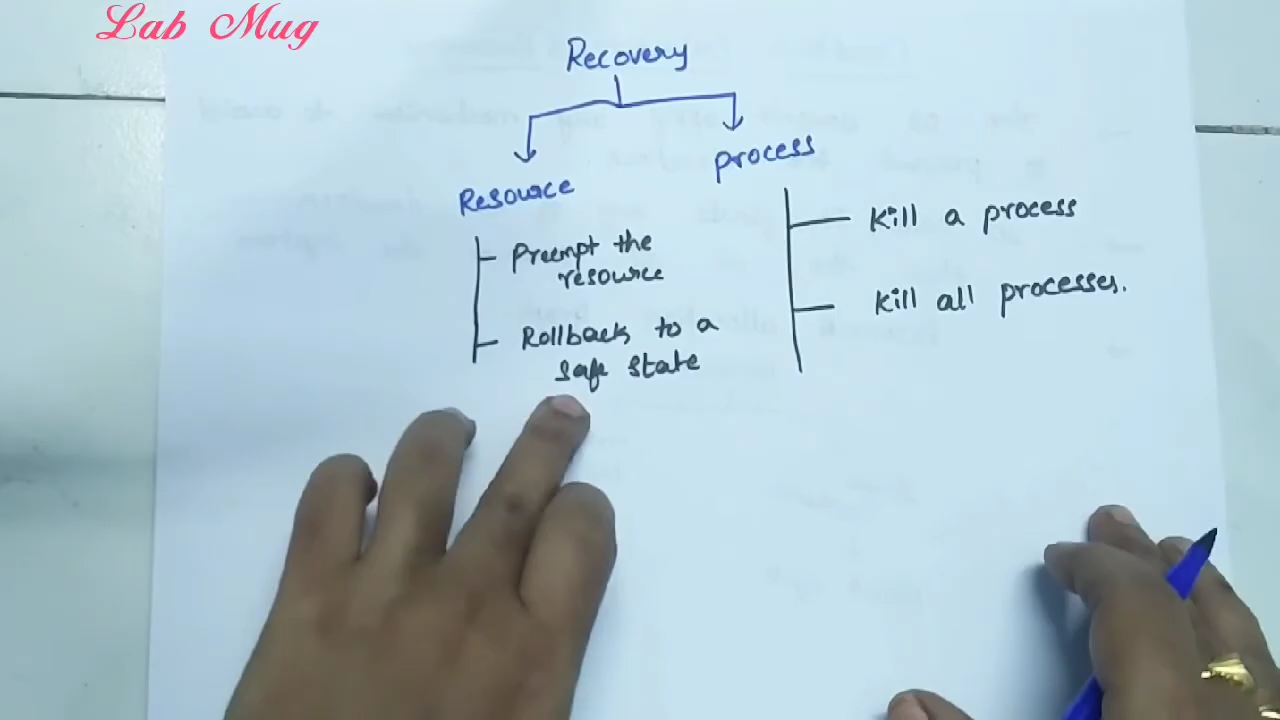 Lab Mug
Recovery
Resource
Preempt the
resource
Rollback to a
safe state
process
Kill a process
Kill all processes.